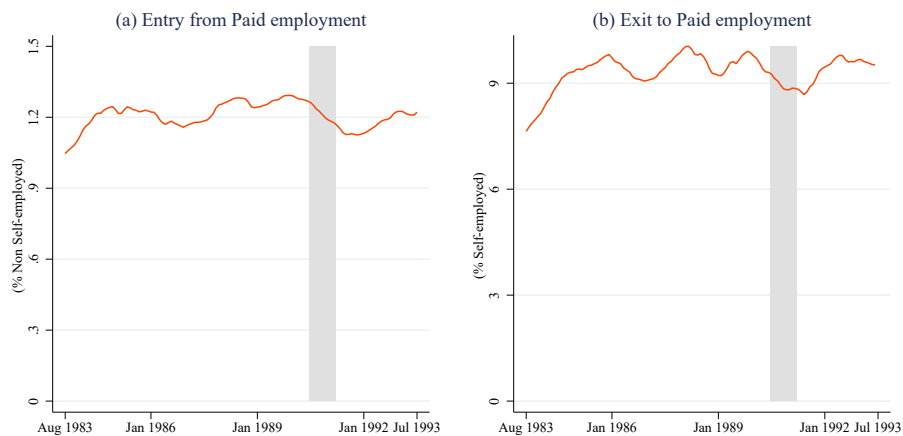 (a) Entry from Paid employment
(% Non Self-employed)
1.5
1.2
.9
.6
.3
0
Aug 1983 Jan 1986 Jan 1989 Jan 1992 Jul 1993
(b) Exit to Paid employment
(% Self-employed)
9
6
3
0
Aug 1983 Jan 1986 Jan 1989 Jan 1992 Jul 1993